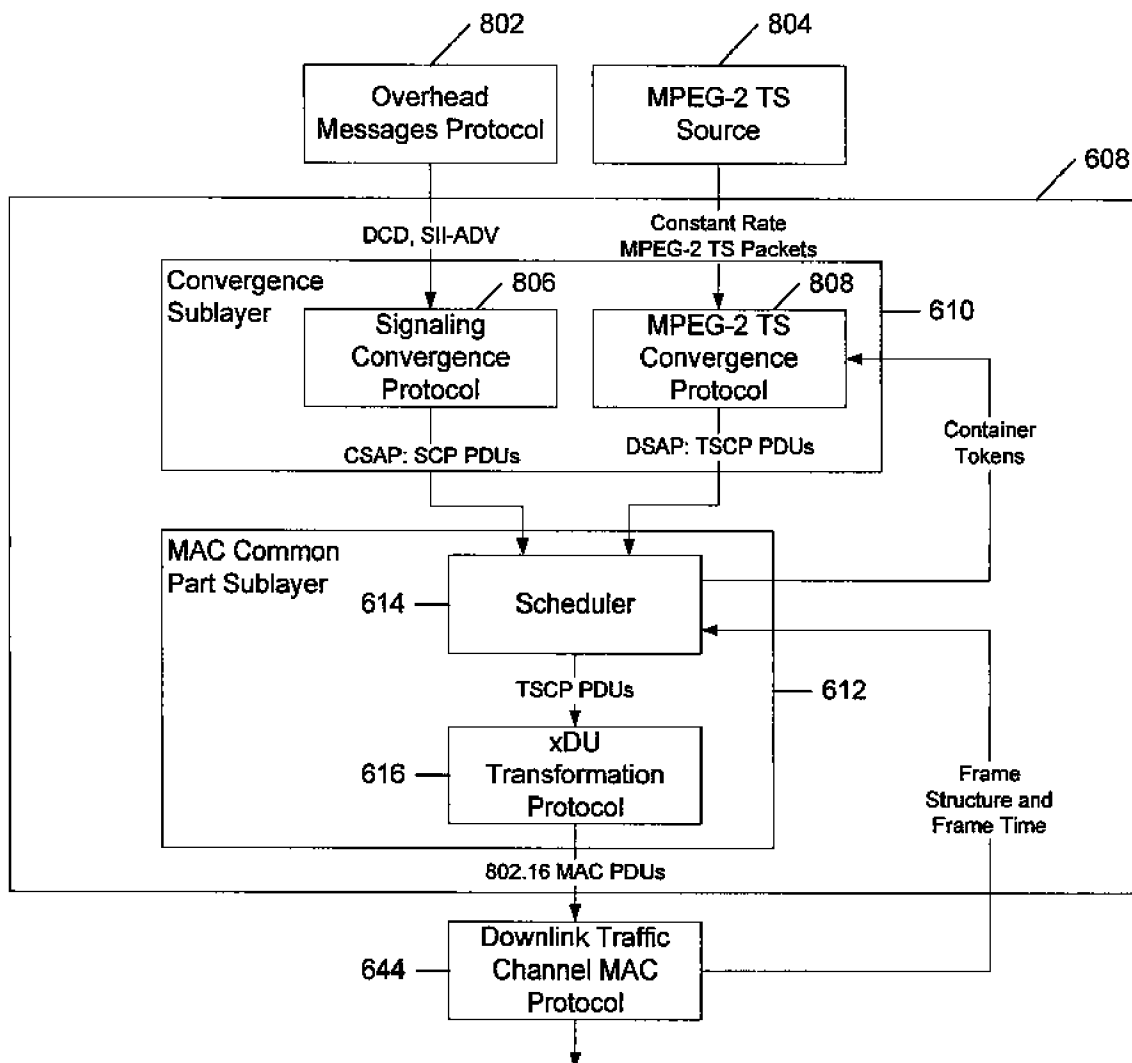 802
804
Overhead
Messages Protocol
MPEG-2 TS
Source
608
DCD, SII-ADV
Constant Rate
MPEG-2 TS Packets
Convergence
Sublayer
806
808
610
Signaling
Convergence
Protocol
MPEG-2 TS
Convergence
Protocol
CSAP: SCP PDUs
DSAP: TSCP PDUs
Container
Tokens
MAC Common
Part Sublayer
614
Scheduler
TSCP PDUs
612
616
xDU
Transformation
Protocol
Frame
Structure and
Frame Time
802.16 MAC PDUs
644
Downlink Traffic
Channel MAC
Protocol